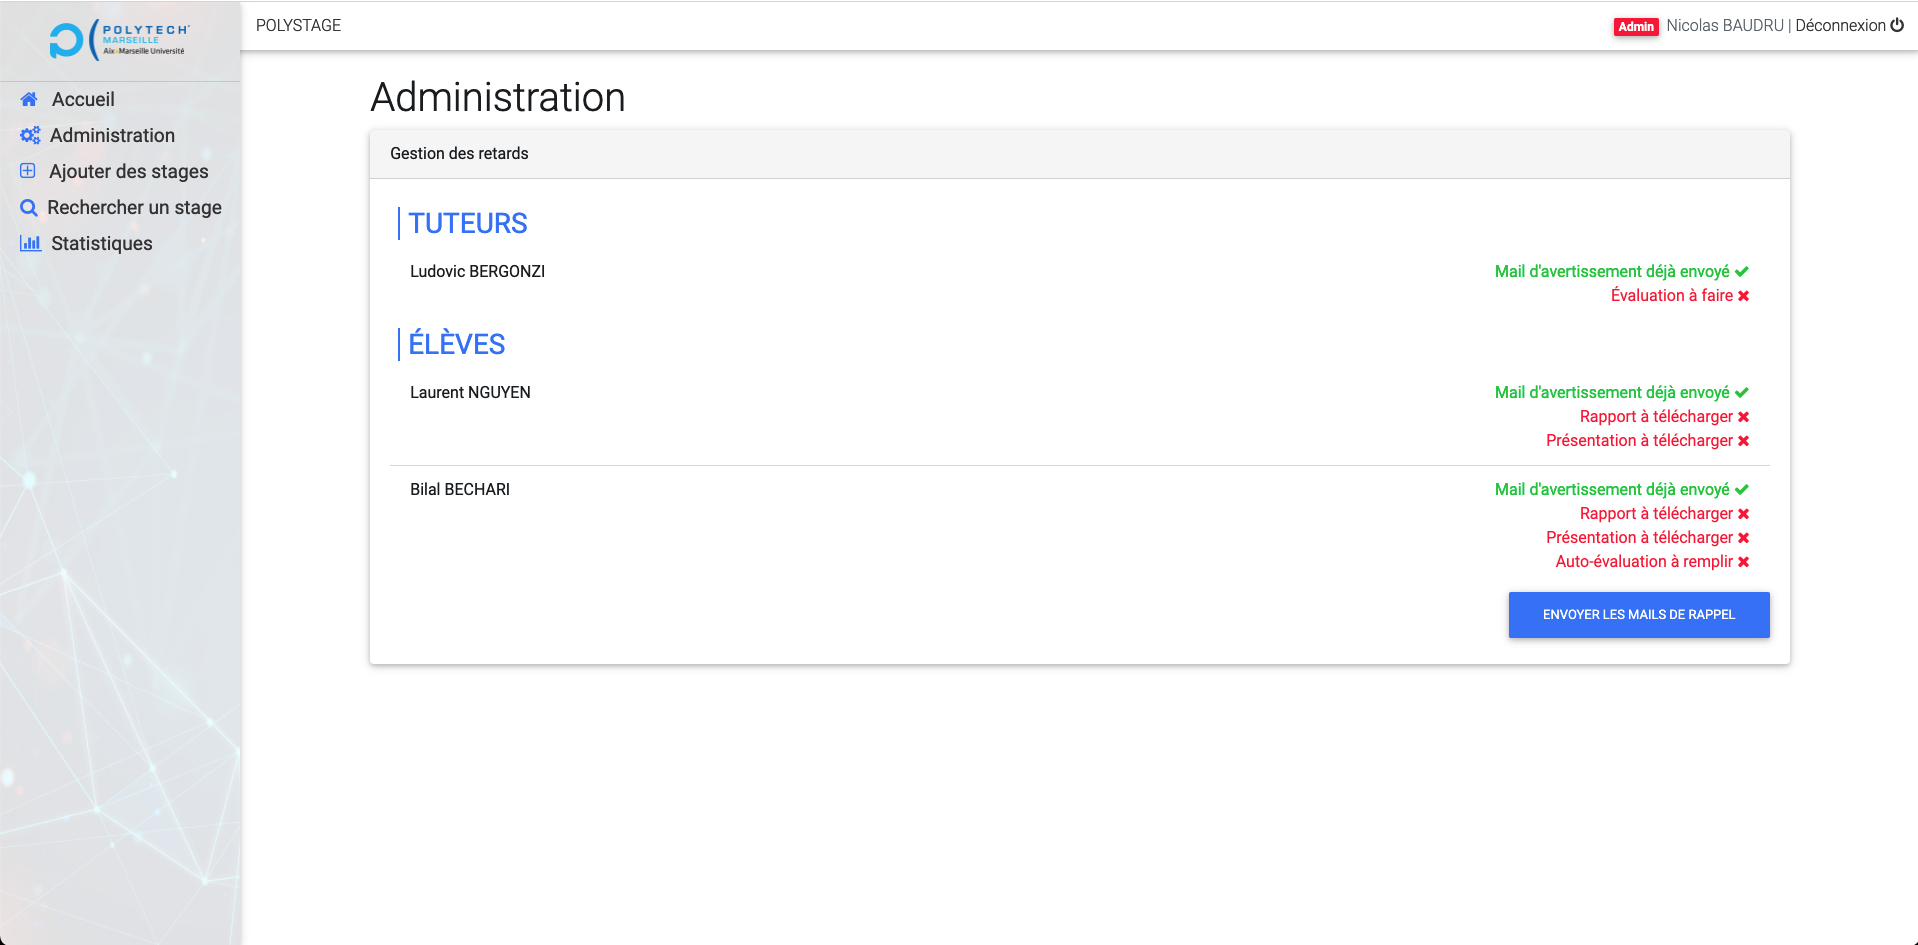 POLYTECH
MARSEILLE
Aix*Marseille Université
POLYSTAGE
Admin Nicolas BAUDRU | Déconnexion
Accueil
Administration
Ajouter des stages
Rechercher un stage
Statistiques
Administration
Gestion des retards
TUTEURS
Ludovic BERGONZI
Mail d'avertissement déjà envoyé
Évaluation à faire
ÉLÈVES
Laurent NGUYEN
Mail d'avertissement déjà envoyé
Rapport à télécharger
Présentation à télécharger
Bilal BECHARI
Mail d'avertissement déjà envoyé
Rapport à télécharger
Présentation à télécharger
Auto-évaluation à remplir
ENVOYER LES MAILS DE RAPPEL